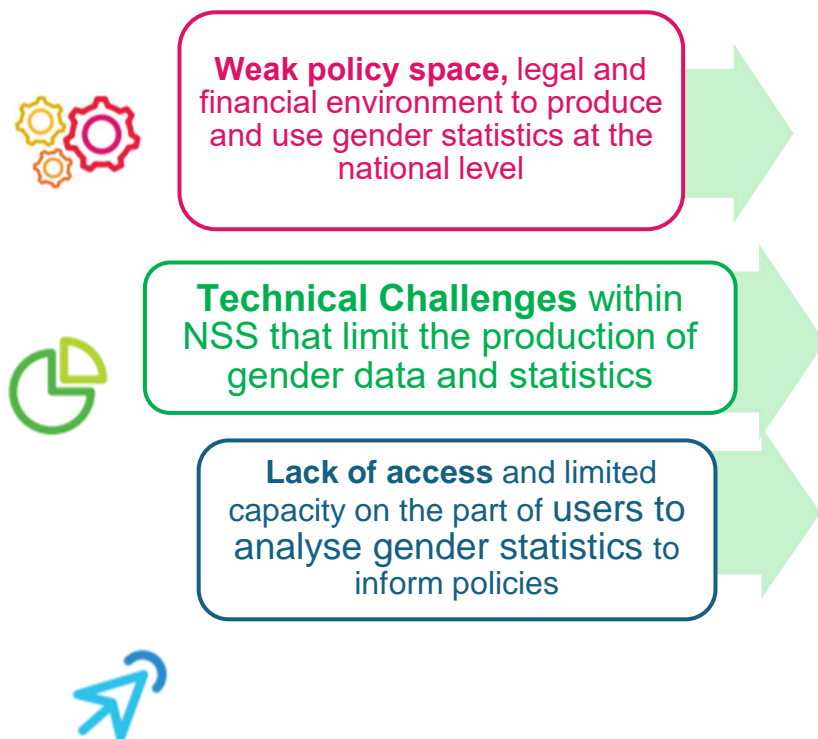 Weak policy space, legal and
financial environment to produce
and use gender statistics at the
national level
Technical Challenges within
NSS that limit the production of
gender data and statistics
Lack of access and limited
capacity on the part of users to
analyse gender statistics to
inform policies